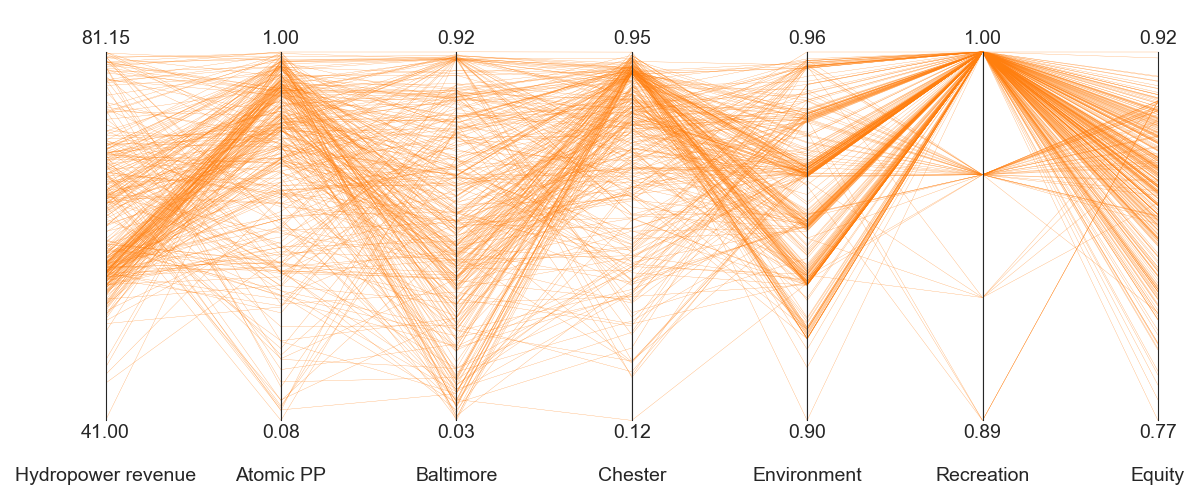 81.15 1.00 0.92 0.95 0.96 1.00 0.92
41.00 0.08 0.03 0.12 0.90 0.89 0.77
Hydropower revenue Atomic PP Baltimore Chester Environment Recreation Equity